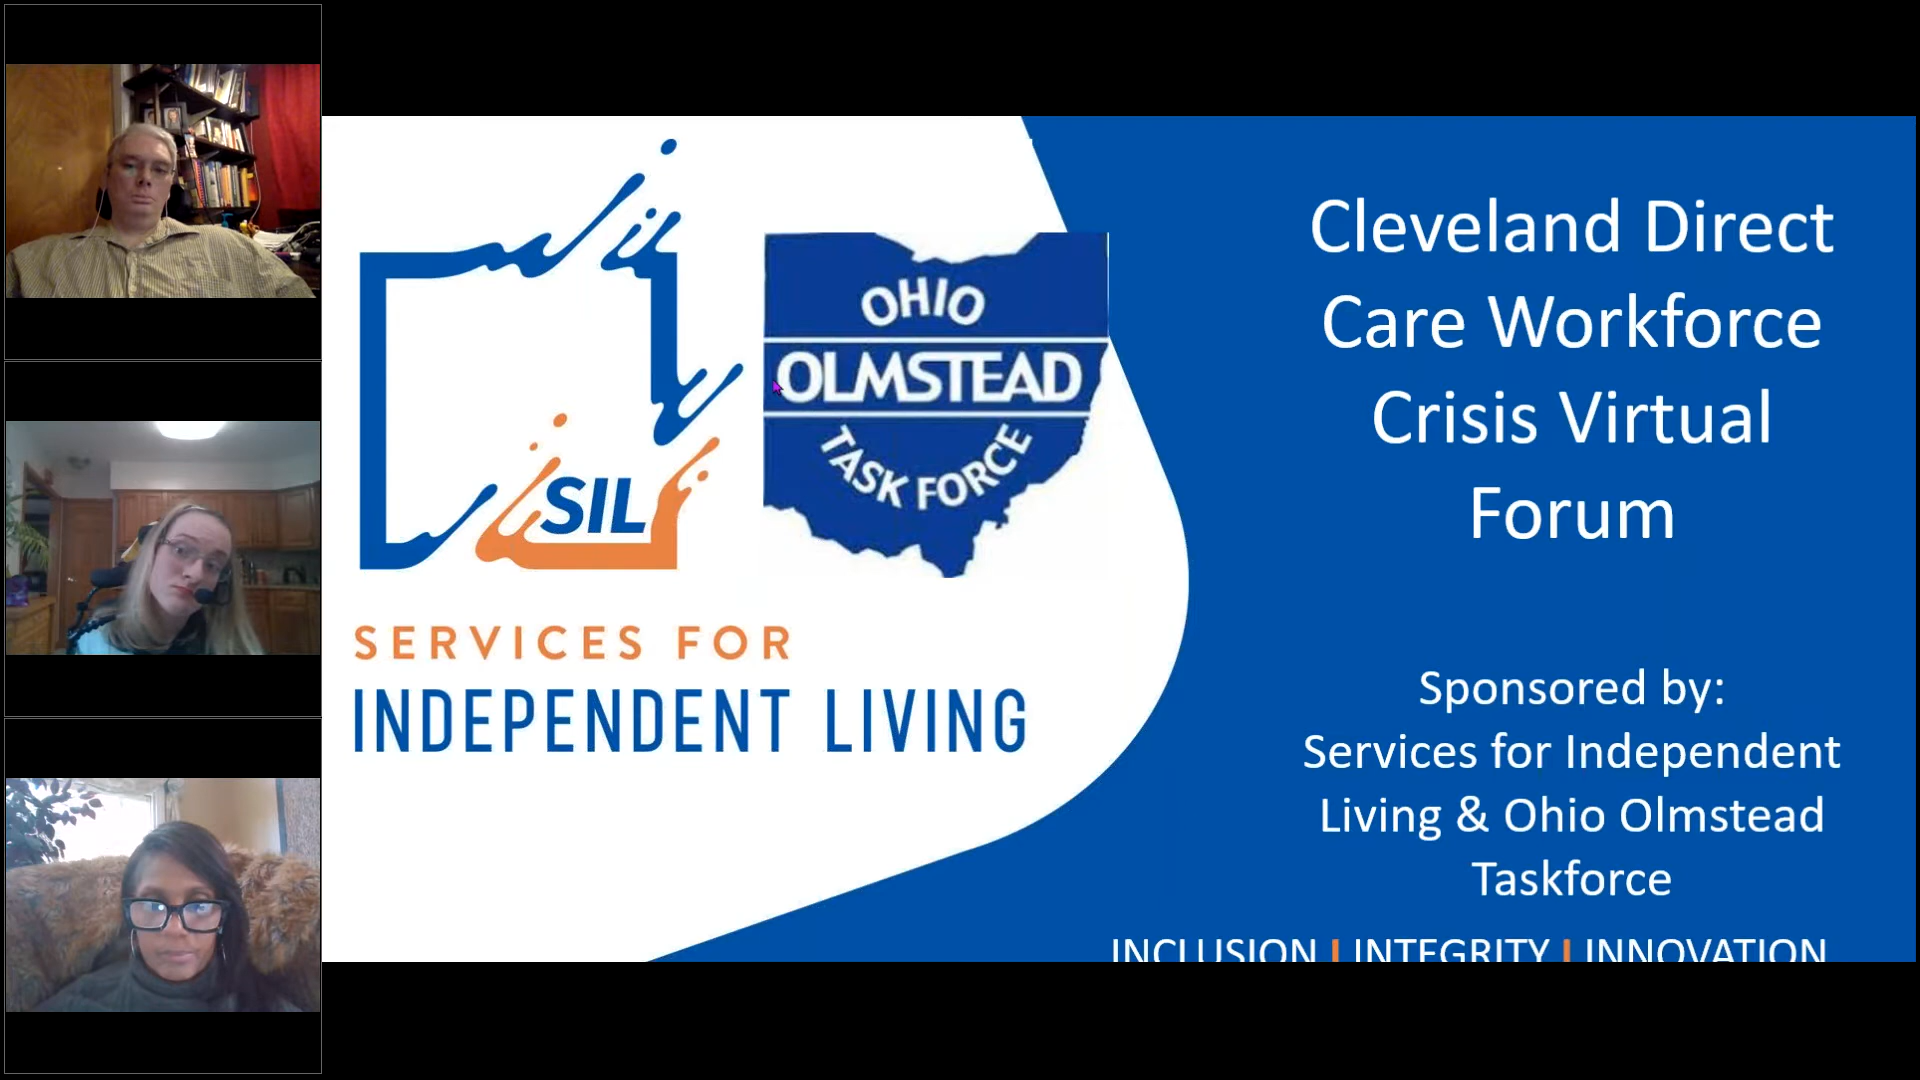 SIL
SERVICES FOR
INDEPENDENT LIVING
OHIO
OLMSTEAD
TASK FORCE
Cleveland Direct
Care Workforce
Crisis Virtual
Forum
Sponsored by:
Services for Independent
Living & Ohio Olmstead
Taskforce
INCLUSION | INTEGRITY | INNOVATION